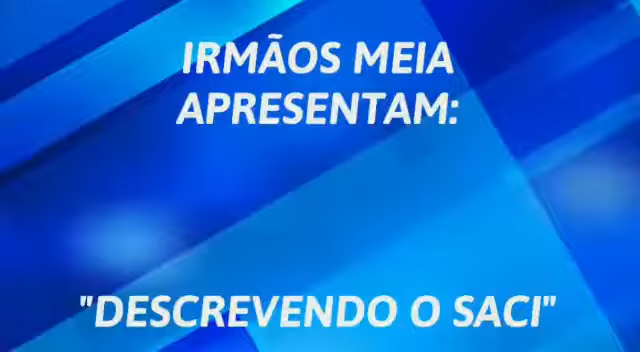 IRMÃOS MEIA
APRESENTAM:
"DESCREVENDO O SACI"